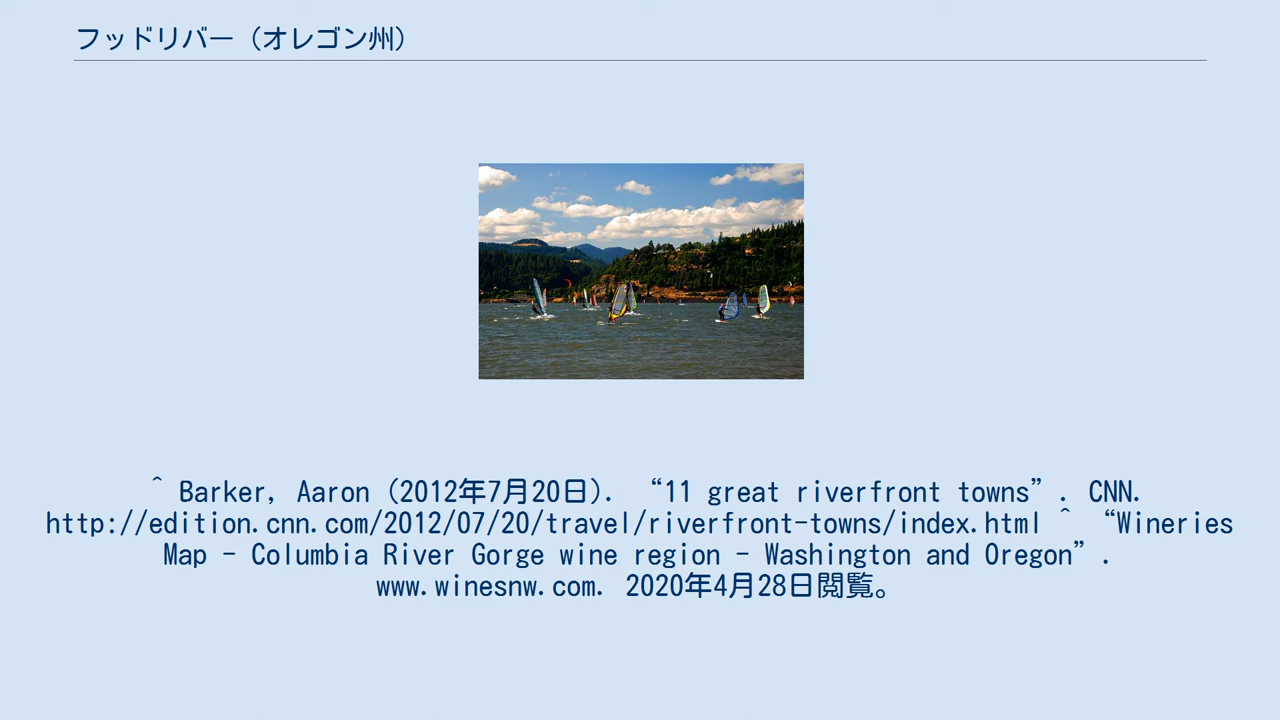 フッドリバー（オレゴン州）
^ Barker, Aaron (2012年7月20日). “11 great riverfront towns”. CNN.
http://edition.cnn.com/2012/07/20/travel/riverfront-towns/index.html ^ “Wineries
Map - Columbia River Gorge wine region - Washington and Oregon”.
www.winesnw.com. 2020年4月28日閲覧。